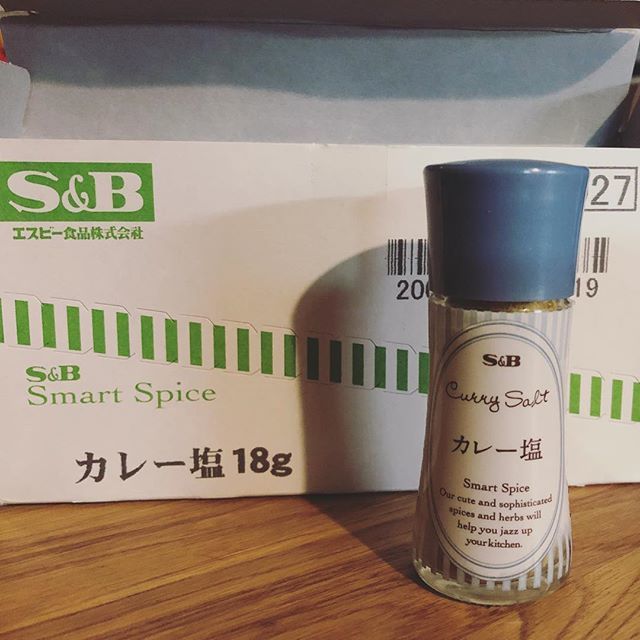 S&B
エスビー食品株式会社
27
200
19
S&B
Smart Spice
カレー塩 18g
S&B
Curry Salt
カレー塩
Smart Spice
Our cute and sophisticated
spices and herbs will
help you jazz up
your kitchen.